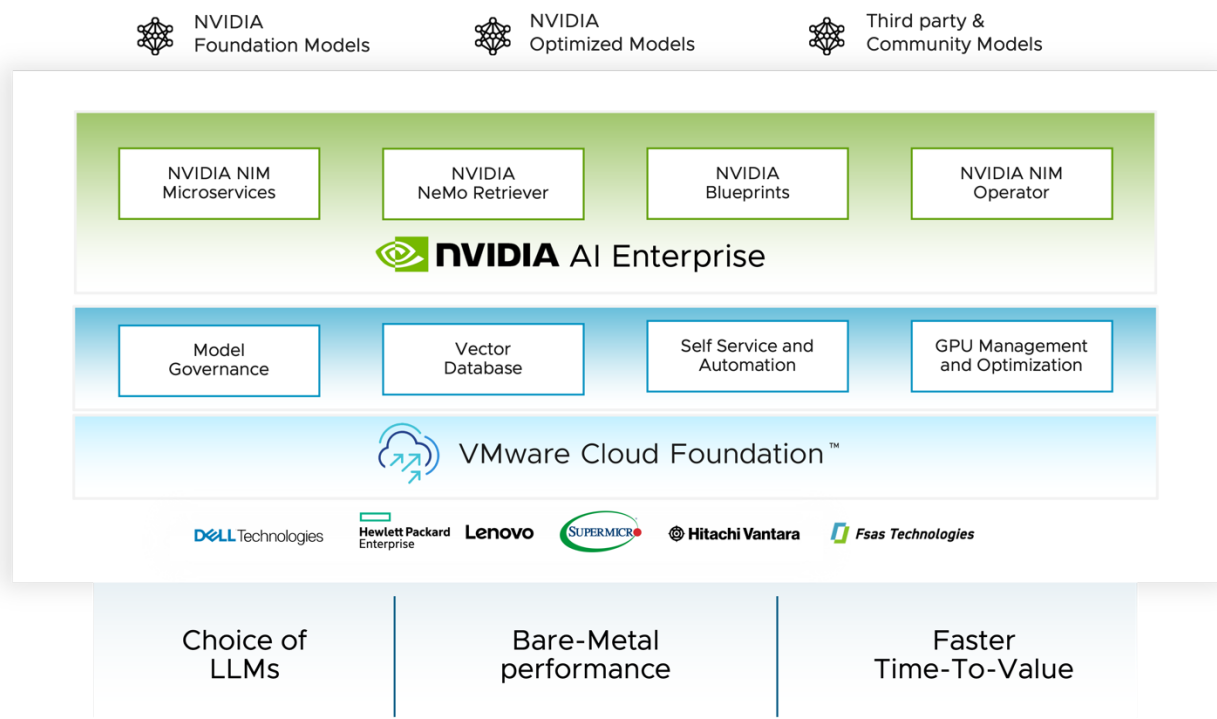 NVIDIA
Foundation Models
NVIDIA
Optimized Models
Third party &
Community Models
NVIDIA NIM
Microservices
NVIDIA
NeMo Retriever
NVIDIA
Blueprints
NVIDIA NIM
Operator
NVIDIA AI Enterprise
Model
Governance
Vector
Database
Self Service and
Automation
GPU Management
and Optimization
VMware Cloud Foundation™
DELL Technologies
Hewlett Packard
Enterprise
Lenovo
SUPERMICRO
Hitachi Vantara
Fsas Technologies
Choice of
LLMs
Bare-Metal
performance
Faster
Time-To-Value